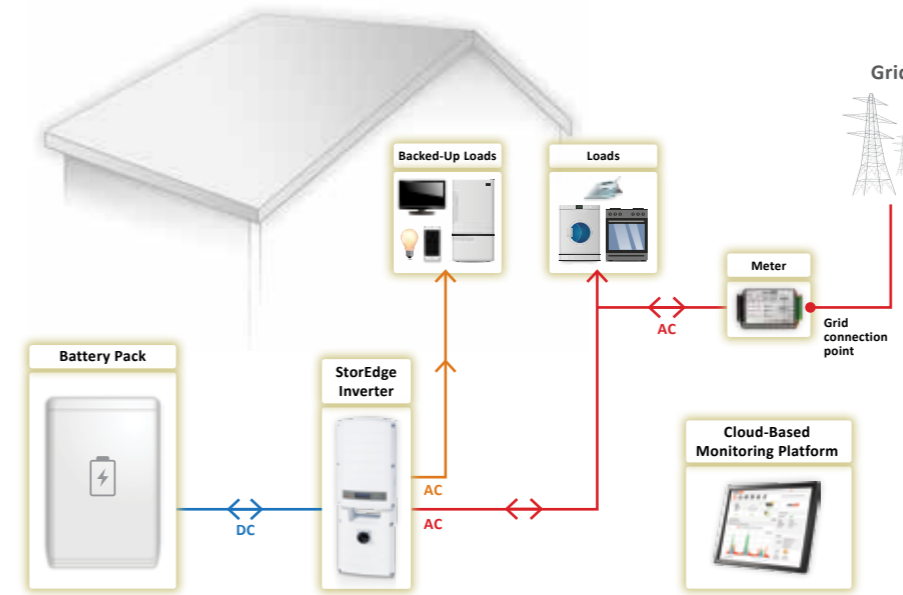 Grid
Backed-Up Loads
Loads
Meter
AC
Grid
connection
point
Battery Pack
StorEdge
Inverter
Cloud-Based
Monitoring Platform
AC
AC
DC